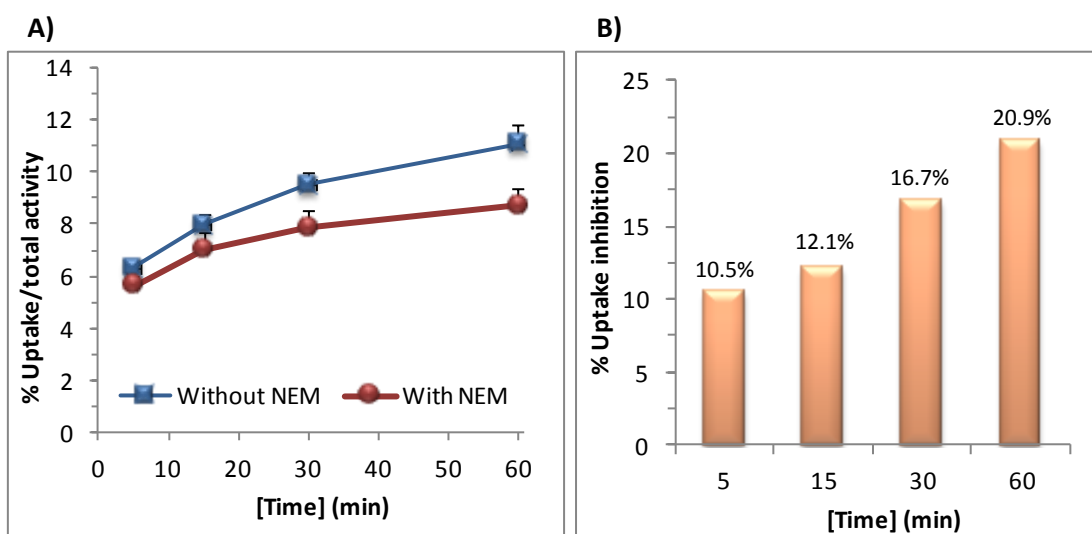 A)
14
12
10
8
6
4
2
0
% Uptake/total activity
Without NEM
With NEM
0 10 20 30 40 50 60
[Time] (min)
B)
25
20
15
10
5
0
% Uptake inhibition
10.5%
12.1%
16.7%
20.9%
5 15 30 60
[Time] (min)